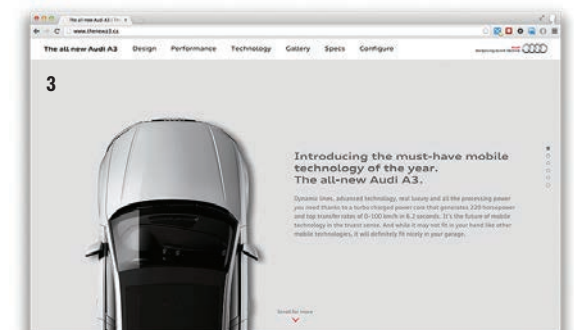 The all-new Audi A3 | The
www.thenewa3.ca
The all new Audi A3 Design Performance Technology Gallery Specs Configure
3
Introducing the must-have mobile
technology of the year.
The all-new Audi A3.
Dynamic lines, advanced technology, real luxury and all the processing power
you need thanks to a turbo charged power core that generates 220 horsepower
and top transfer rates of 0-100 km/h in 6.2 seconds. It's the future of mobile
technology in the truest sense. And while it may not fit in your hand like other
mobile technologies, it will definitely fit nicely in your garage.
Scroll for more